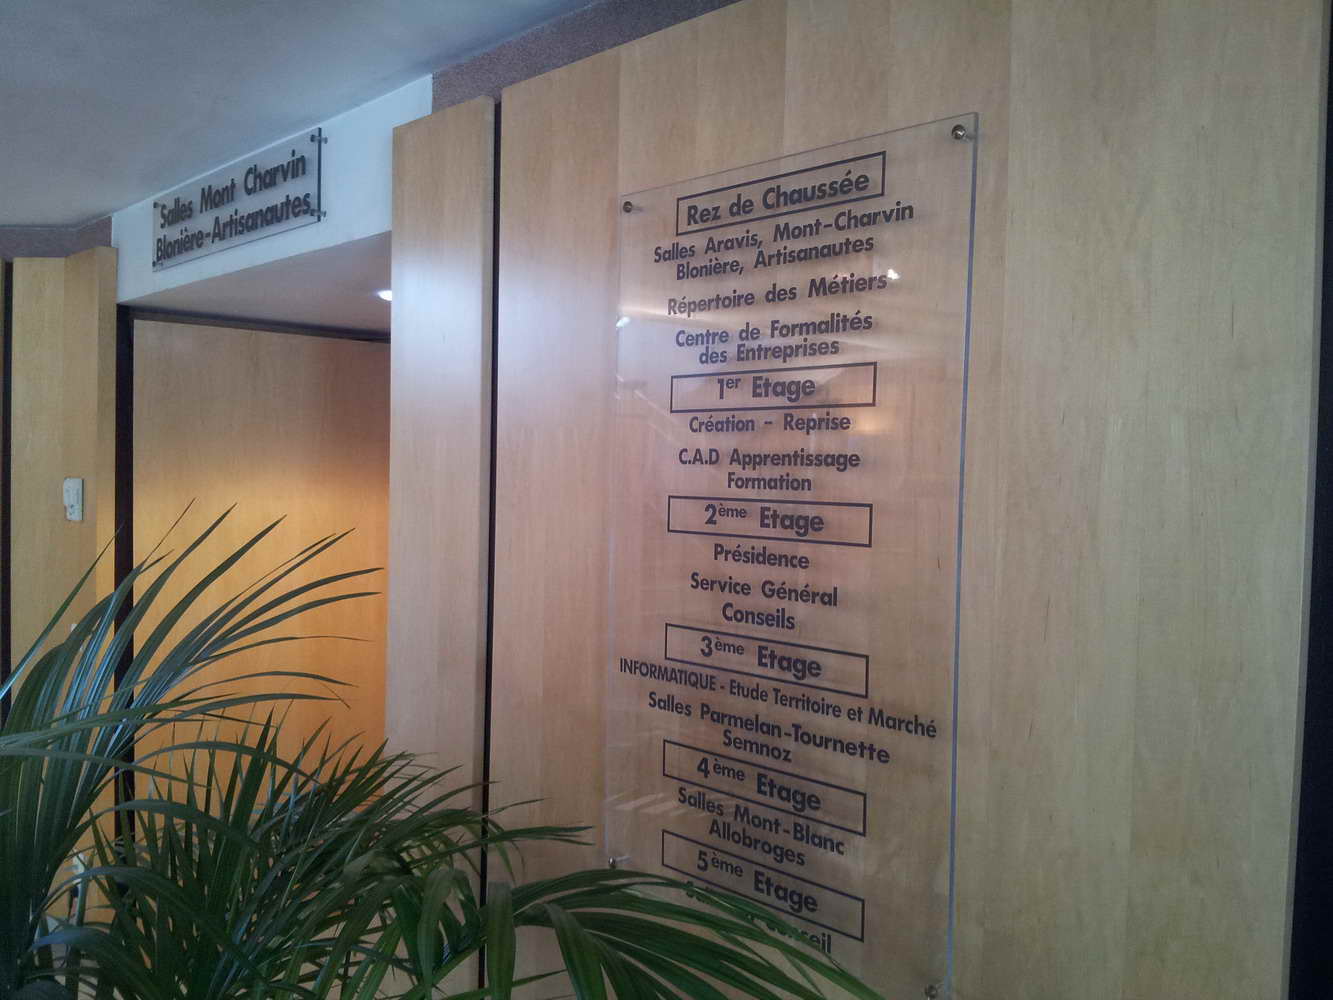 Salles Mont Charvin
Blonière-Artisanautes
Rez de Chaussée
Salles Aravis, Mont-Charvin
Blonière, Artisanautes
Répertoire des Métiers
Centre de Formalités
des Entreprises
1er Etage
Création - Reprise
C.A.D Apprentissage
Formation
2ème Etage
Présidence
Service Général
Conseils
3ème Etage
INFORMATIQUE - Etude Territoire et Marché
Salles Parmelan-Tournette
Semnoz
4ème Etage
Salles Mont-Blanc
Allobroges
5ème Etage
Conseil